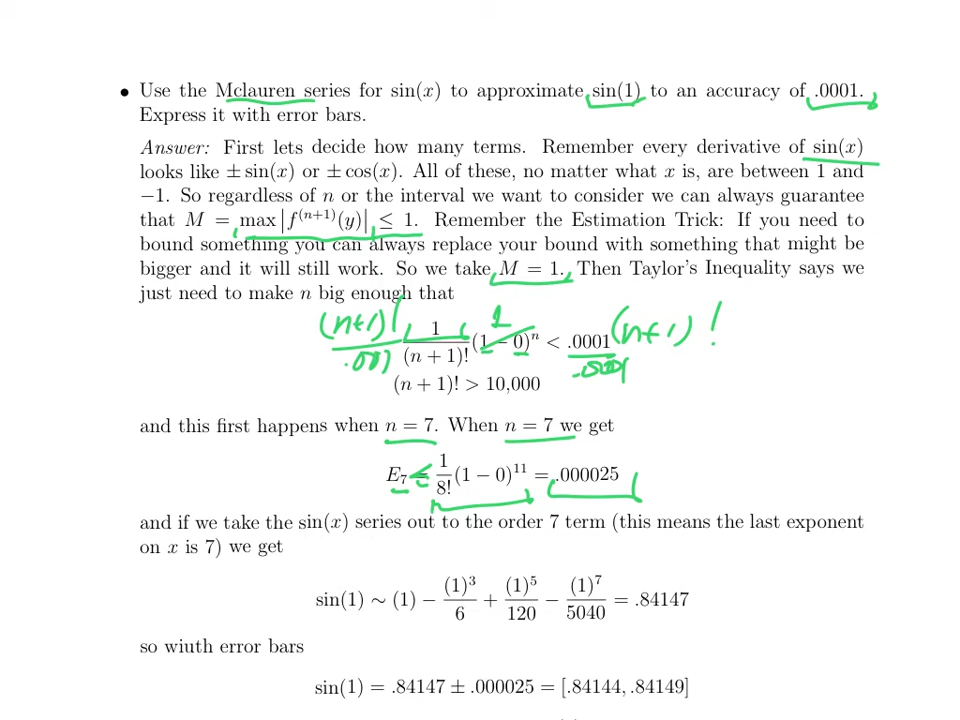 • Use the Mclauren series for sin(x) to approximate sin(1) to an accuracy of .0001.
Express it with error bars.
Answer: First lets decide how many terms. Remember every derivative of sin(x)
looks like ± sin(x) or ± cos(x). All of these, no matter what x is, are between 1 and
−1. So regardless of n or the interval we want to consider we can always guarantee
that M = max |f^{(n+1)}(y)| ≤ 1. Remember the Estimation Trick: If you need to
bound something you can always replace your bound with something that might be
bigger and it will still work. So we take M = 1. Then Taylor's Inequality says we
just need to make n big enough that
(n+1)! 1/(n+1)! (1 − 0)^n < .0001 (n+1)!
1
(n + 1)! > 10,000
and this first happens when n = 7. When n = 7 we get
E_7 ≤ 1/8! (1 − 0)^{11} = .000025
and if we take the sin(x) series out to the order 7 term (this means the last exponent
on x is 7) we get
sin(1) ∼ (1) − (1)^3/6 + (1)^5/120 − (1)^7/5040 = .84147
so wiuth error bars
sin(1) = .84147 ± .000025 = [.84144, .84149]